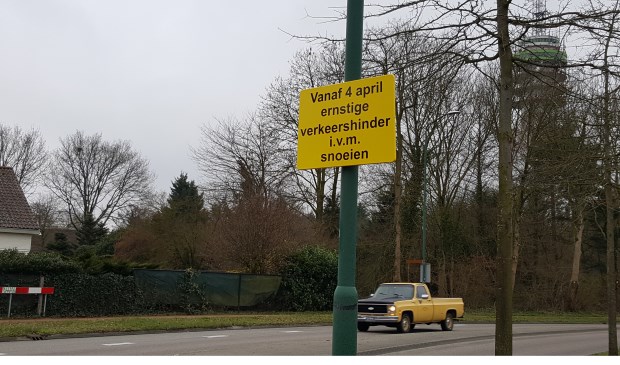 Vanaf 4 april
ernstige
verkeershinder
i.v.m.
snoeien